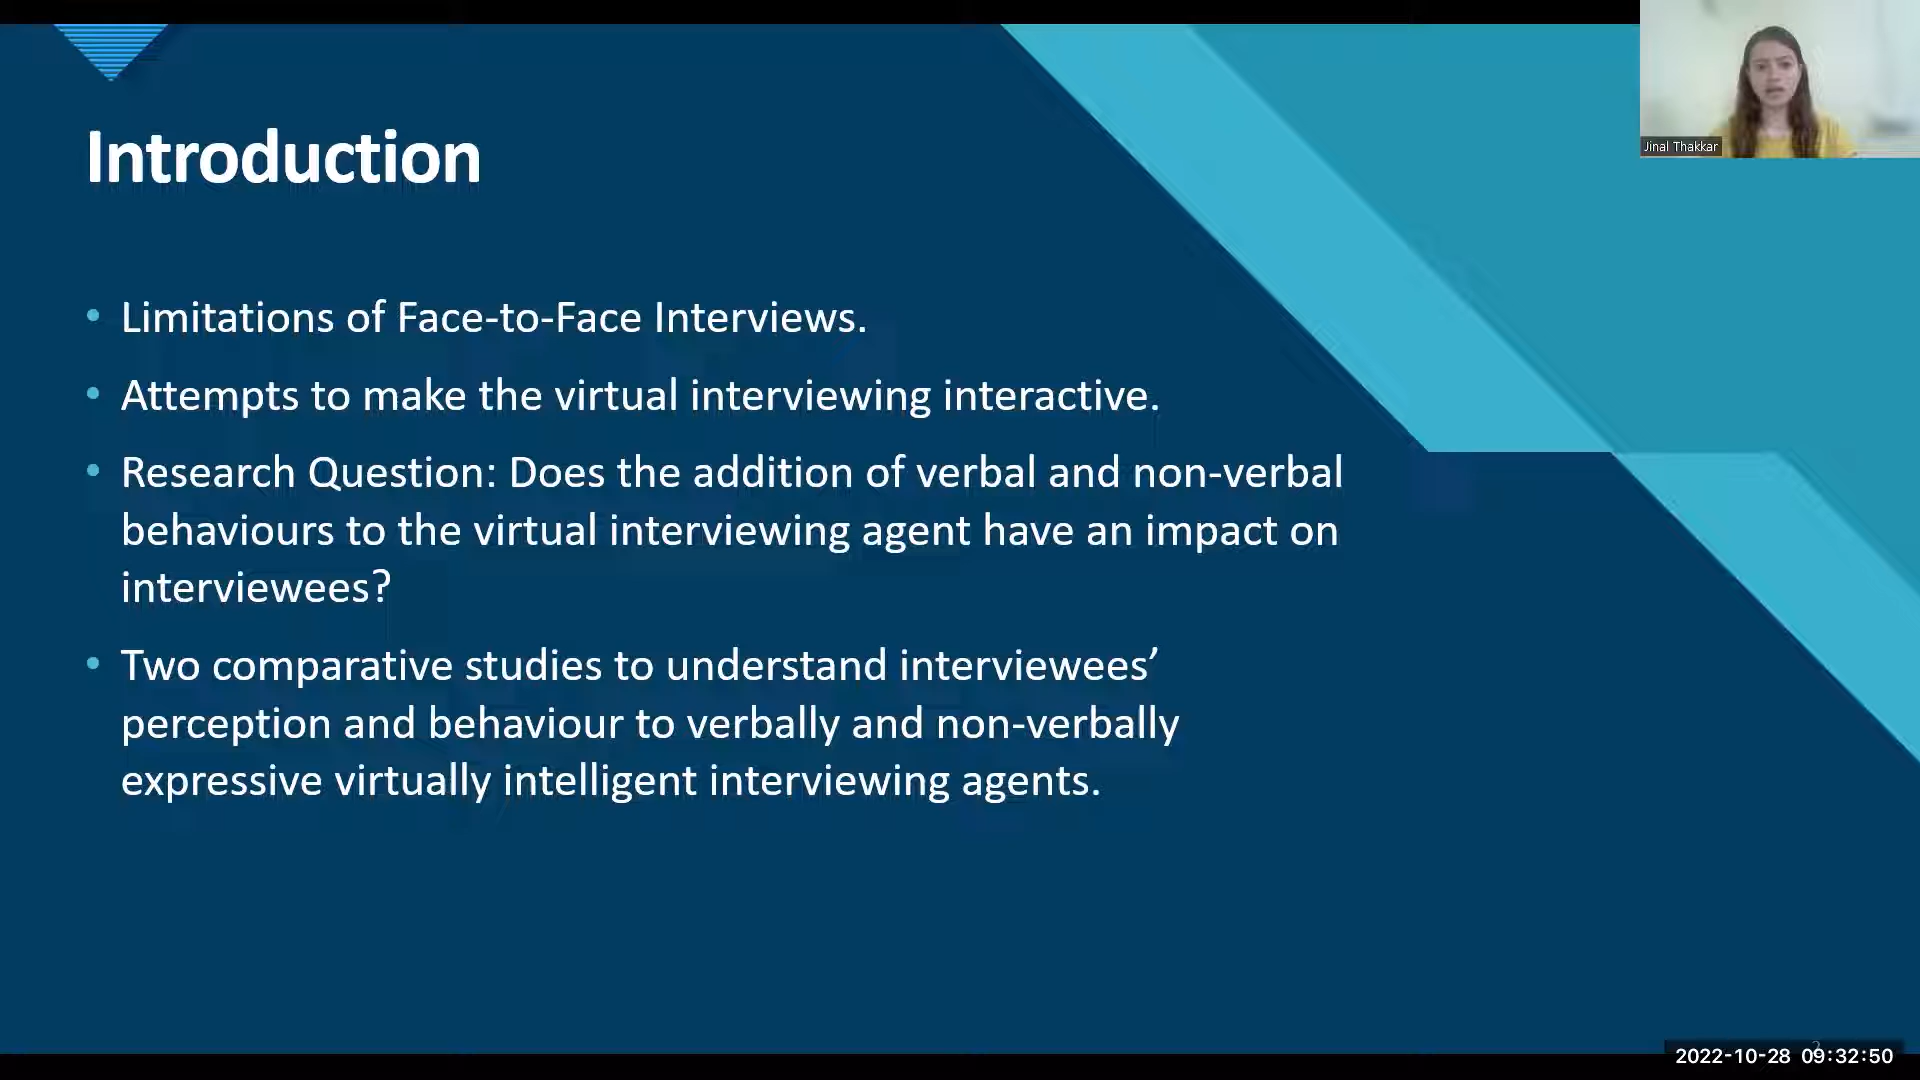 Jinal Thakkar
Introduction
• Limitations of Face-to-Face Interviews.
• Attempts to make the virtual interviewing interactive.
• Research Question: Does the addition of verbal and non-verbal
behaviours to the virtual interviewing agent have an impact on
interviewees?
• Two comparative studies to understand interviewees’
perception and behaviour to verbally and non-verbally
expressive virtually intelligent interviewing agents.
2022-10-28 09:32:50